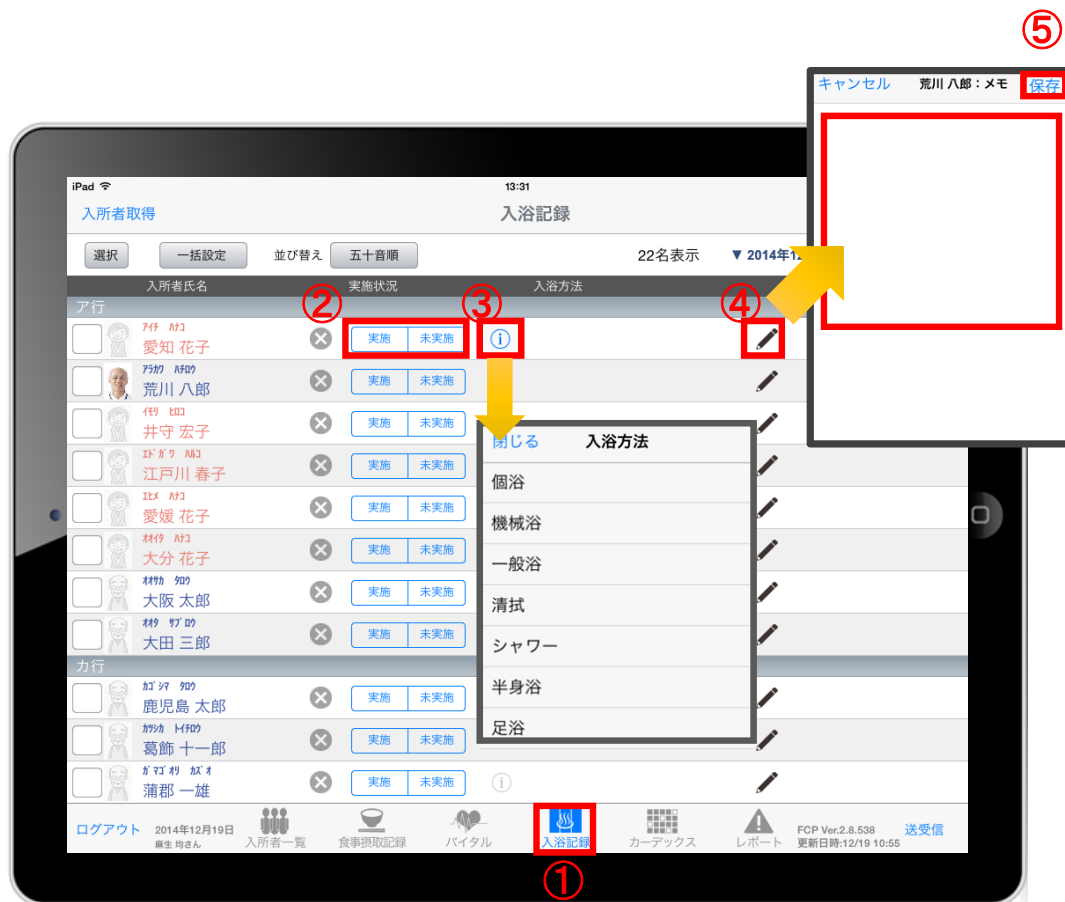 ⑤
キャンセル 荒川 八郎：メモ 保存
iPad 13:31
入所者取得 入浴記録
選択 一括設定 並び替え 五十音順 22名表示 ▼ 2014年12
入所者氏名 実施状況 入浴方法
② ③ ④
ア行
ｱｲﾁ ﾊﾅｺ
愛知 花子 実施 未実施
ｱﾗｶﾜ ﾊﾁﾛｳ
荒川 八郎 実施 未実施
ｲﾓﾘ ﾋﾛｺ
井守 宏子 実施 未実施
ｴﾄﾞｶﾞﾜ ﾊﾙｺ
江戸川 春子 実施 未実施
ｴﾋﾒ ﾊﾅｺ
愛媛 花子 実施 未実施
ｵｵｲﾀ ﾊﾅｺ
大分 花子 実施 未実施
ｵｵｻｶ ﾀﾛｳ
大阪 太郎 実施 未実施
ｵｵﾀ ｻﾌﾞﾛｳ
大田 三郎 実施 未実施
カ行
ｶｺﾞｼﾏ ﾀﾛｳ
鹿児島 太郎 実施 未実施
ｶﾂｼｶ ﾄｲﾁﾛｳ
葛飾 十一郎 実施 未実施
ｶﾞﾏｺﾞｵﾘ ｶｽﾞｵ
蒲郡 一雄 実施 未実施
閉じる 入浴方法
個浴
機械浴
一般浴
清拭
シャワー
半身浴
足浴
ログアウト 2014年12月19日
麻生 均さん
入所者一覧 食事摂取記録 バイタル 入浴記録 カーデックス レポート
FCP Ver.2.8.538 送受信
更新日時:12/19 10:55
①